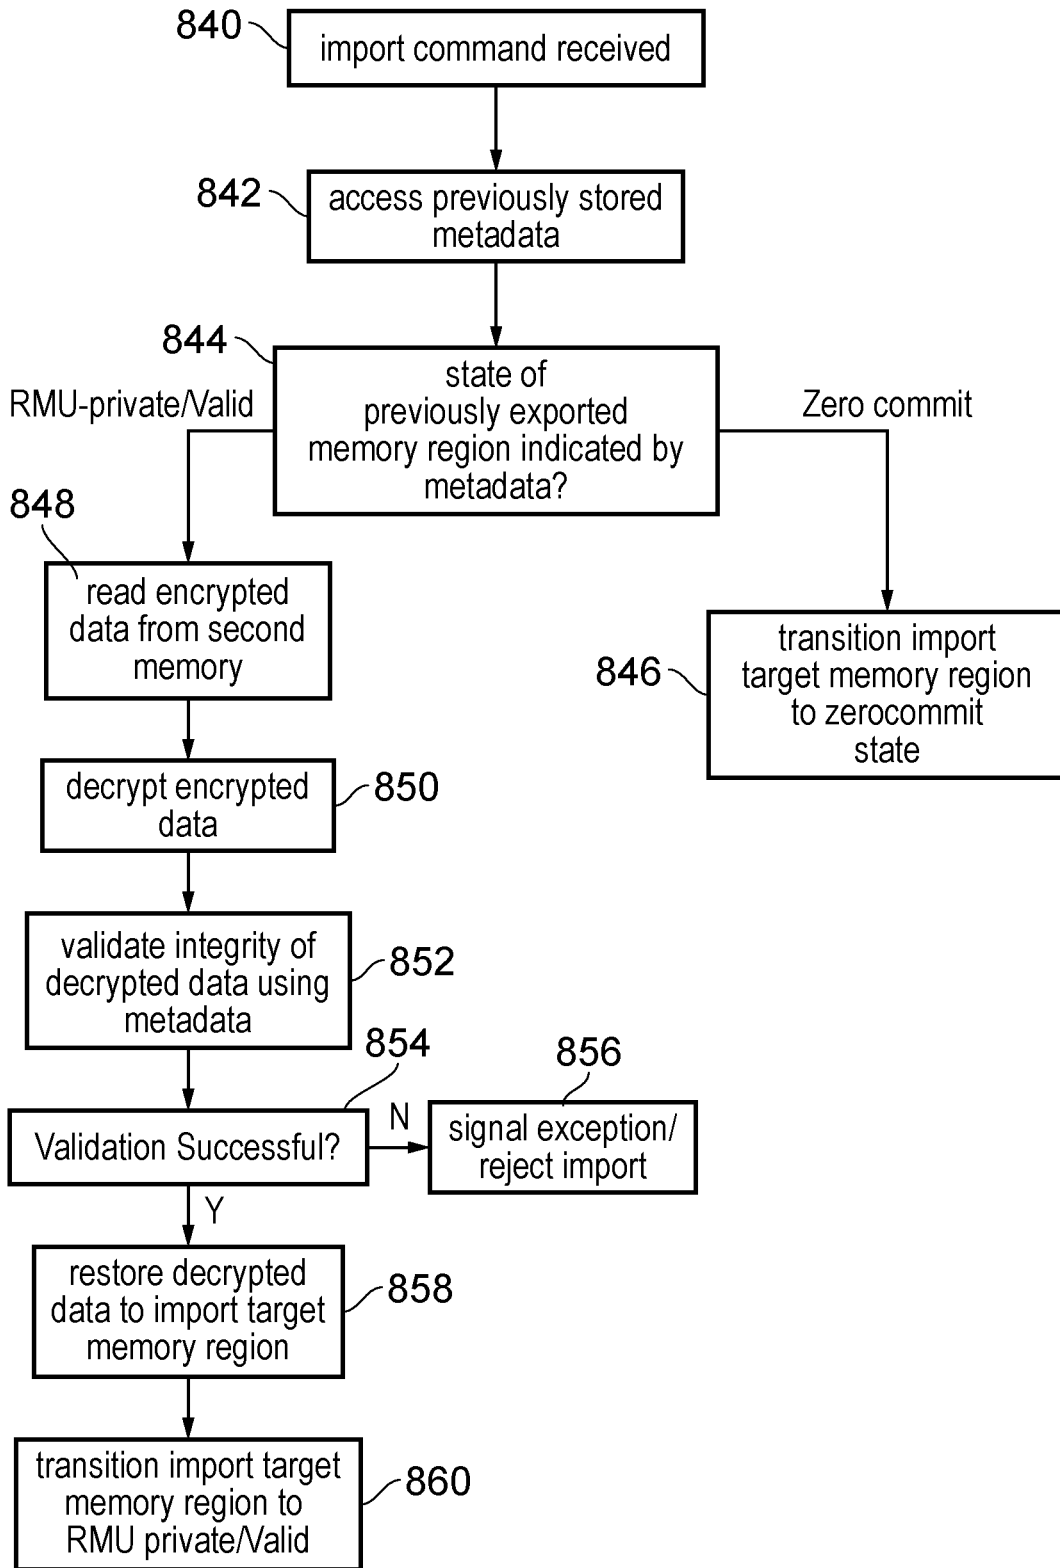 840
import command received
842
access previously stored
metadata
844
state of
previously exported
memory region indicated by
metadata?
RMU-private/Valid
Zero commit
848
read encrypted
data from second
memory
846
transition import
target memory region
to zerocommit
state
decrypt encrypted
data
850
validate integrity of
decrypted data using
metadata
852
854
Validation Successful?
N
856
signal exception/
reject import
Y
restore decrypted
data to import target
memory region
858
transition import target
memory region to
RMU private/Valid
860